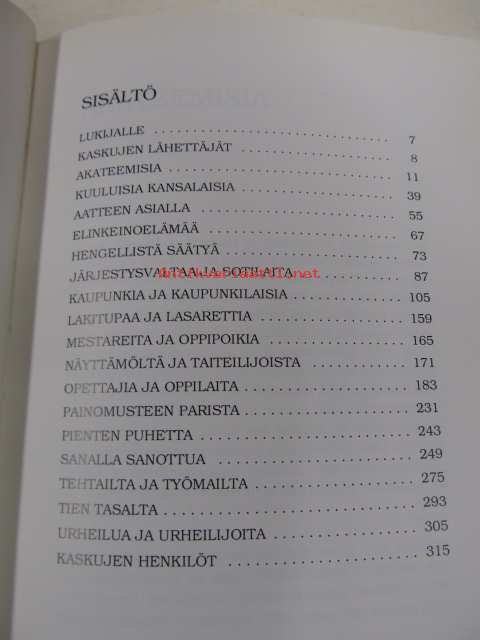 SISÄLTÖ
LUKIJALLE 7
KASKUJEN LÄHETTÄJÄT 8
AKATEEMISIA 11
KUULUISIA KANSALAISIA 39
AATTEEN ASIALLA 55
ELINKEINOELÄMÄÄ 67
HENGELLISTÄ SÄÄTYÄ 73
JÄRJESTYSVALTAA JA SOTILAITA 87
KAUPUNKIA JA KAUPUNKILAISIA 105
LAKITUPAA JA LASARETTIA 159
MESTAREITA JA OPPIPOIKIA 165
NÄYTTÄMÖLTÄ JA TAITEILIJOISTA 171
OPETTAJIA JA OPPILAITA 183
PAINOMUSTEEN PARISTA 231
PIENTEN PUHETTA 243
SANALLA SANOTTUA 249
TEHTAILTA JA TYÖMAILTA 275
TIEN TASALTA 293
URHEILUA JA URHEILIJOITA 305
KASKUJEN HENKILÖT 315